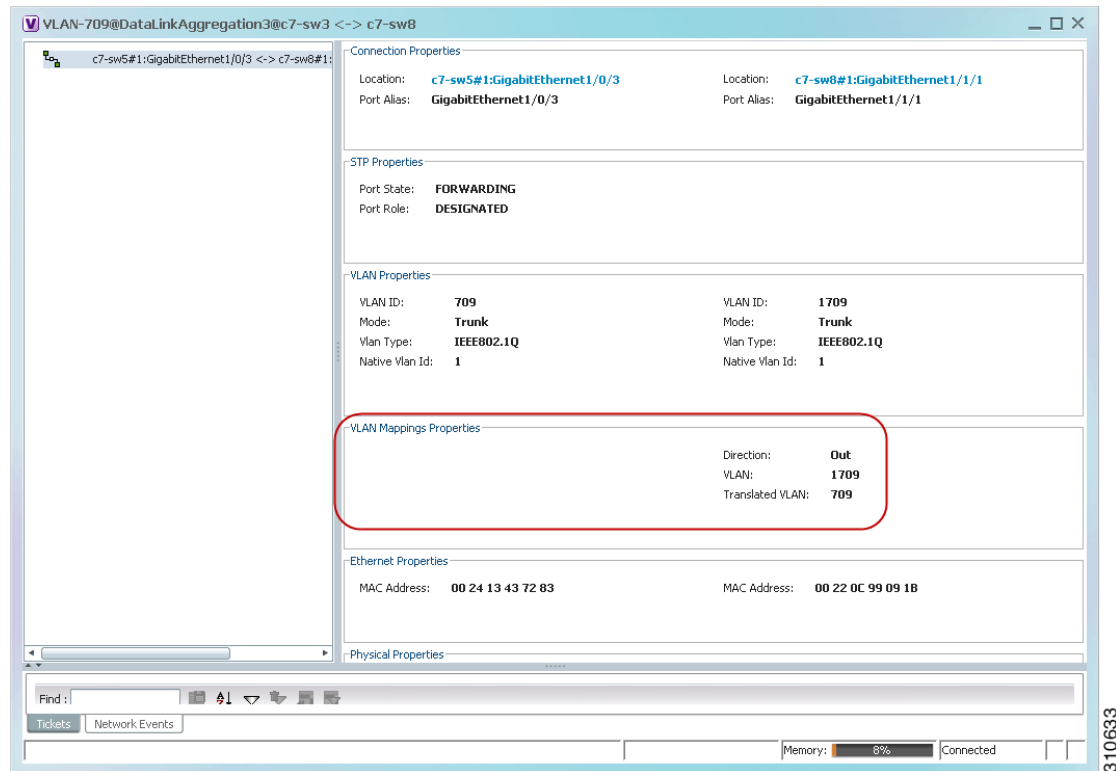 VLAN-709@DataLinkAggregation3@c7-sw3 <-> c7-sw8
c7-sw5#1:GigabitEthernet1/0/3 <-> c7-sw8#1:
Connection Properties
Location: c7-sw5#1:GigabitEthernet1/0/3 Location: c7-sw8#1:GigabitEthernet1/1/1
Port Alias: GigabitEthernet1/0/3 Port Alias: GigabitEthernet1/1/1
STP Properties
Port State: FORWARDING
Port Role: DESIGNATED
VLAN Properties
VLAN ID: 709 VLAN ID: 1709
Mode: Trunk Mode: Trunk
Vlan Type: IEEE802.1Q Vlan Type: IEEE802.1Q
Native Vlan Id: 1 Native Vlan Id: 1
VLAN Mappings Properties
Direction: Out
VLAN: 1709
Translated VLAN: 709
Ethernet Properties
MAC Address: 00 24 13 43 72 83 MAC Address: 00 22 0C 99 09 1B
Physical Properties
Find :
Tickets Network Events
Memory: 8% Connected
310633